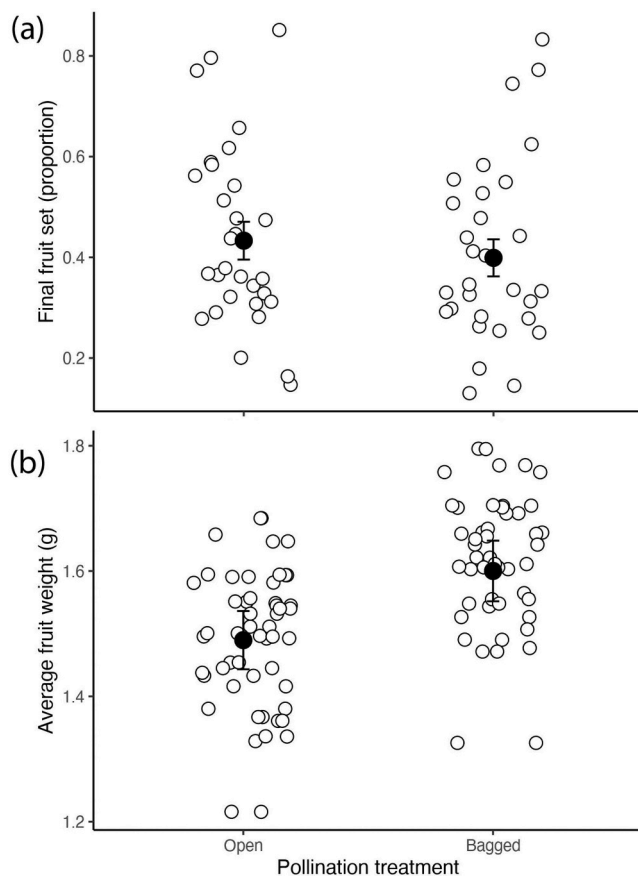 (a)
Final fruit set (proportion)
0.8
0.6
0.4
0.2
(b)
Average fruit weight (g)
1.8
1.6
1.4
1.2
Open Bagged
Pollination treatment